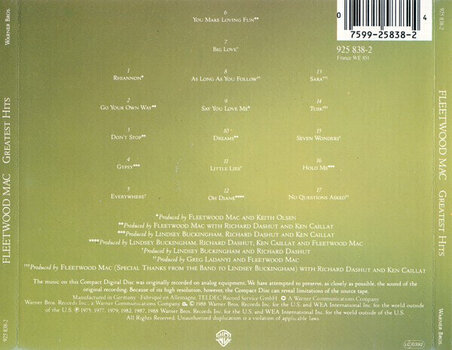 WARNER BROS.
FLEETWOOD MAC GREATEST HITS
925 838-2
6
YOU MAKE LOVING FUN**
7
BIG LOVE'
0 4
7599-25838-2
925 838-2
France WE 851
1
RHIANNON*
8
AS LONG AS YOU FOLLOW
13
SARA
2
GO YOUR OWN WAY**
9
SAY YOU LOVE ME*
14
TUSK
3
DON'T STOP**
10
DREAMS**
15
SEVEN WONDERS'
4
GYPSY***
11
LITTLE LIES'
16
HOLD ME****
5
EVERYWHERE'
12
OH DIANE****
17
NO QUESTIONS ASKED
*Produced by FLEETWOOD MAC AND KEITH OLSEN
**Produced by FLEETWOOD MAC WITH RICHARD DASHUT AND KEN CAILLAT
***Produced by LINDSEY BUCKINGHAM, RICHARD DASHUT AND KEN CAILLAT
****Produced by LINDSEY BUCKINGHAM, RICHARD DASHUT, KEN CAILLAT AND FLEETWOOD MAC
'Produced by LINDSEY BUCKINGHAM AND RICHARD DASHUT
"Produced by GREG LADANYI AND FLEETWOOD MAC
Produced by FLEETWOOD MAC (SPECIAL THANKS FROM THE BAND TO LINDSEY BUCKINGHAM) WITH RICHARD DASHUT AND KEN CAILLAT
The music on this Compact Digital Disc was originally recorded on analog equipment. We have attempted to preserve, as closely as possible, the sound of the
original recording. Because of its high resolution, however, the Compact Disc can reveal limitations of the source tape.
Manufactured in Germany · Fabriqué en Allemagne TELDEC Record Service GmbH A Warner Communications Company
Warner Bros. Records Inc., a Warner Communications Company. ℗ © 1988 Warner Bros. Records Inc. for the U.S. and WEA International Inc. for the world outside
of the U.S. ℗ 1975, 1977, 1979, 1982, 1987, 1988 Warner Bros. Records Inc. for the U.S. and WEA International Inc. for the world outside of the U.S.
All Rights Reserved. Unauthorized duplication is a violation of applicable laws.
925 838-2
FLEETWOOD MAC GREATEST HITS
WARNER BROS.